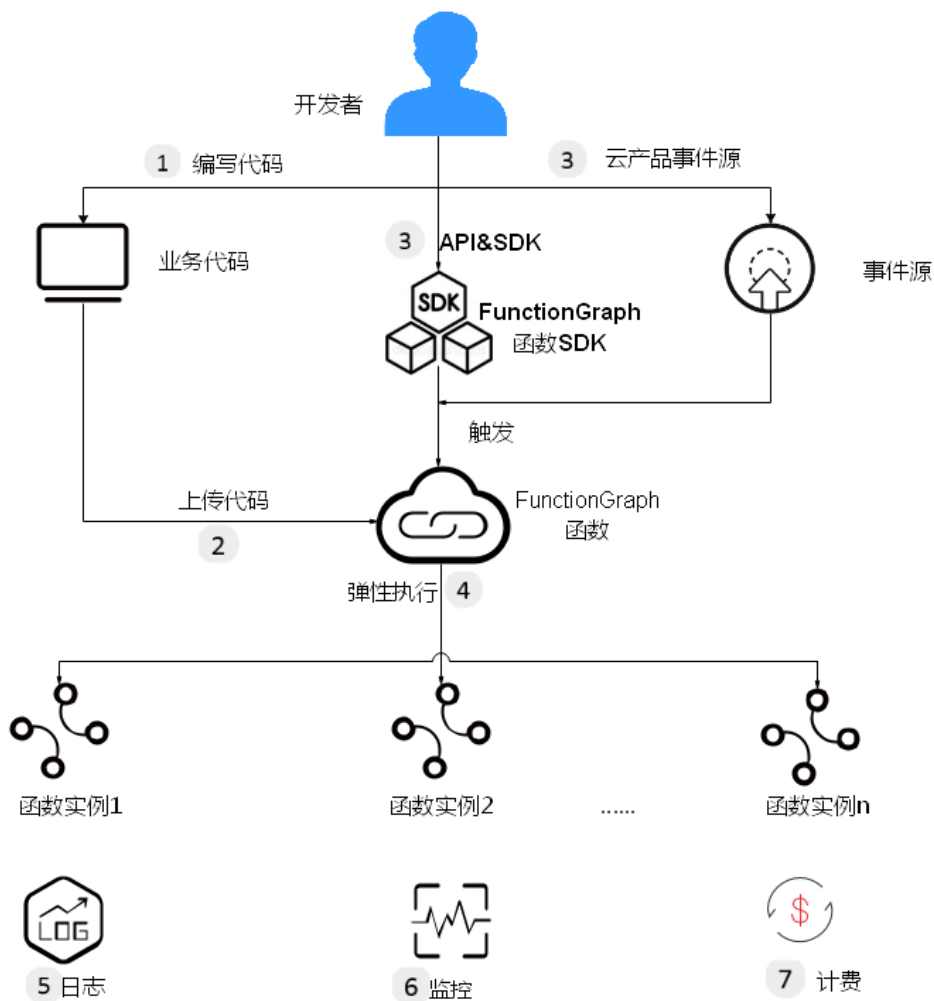 开发者
1 编写代码
3 云产品事件源
业务代码
3 API&SDK
事件源
SDK
FunctionGraph
函数SDK
触发
上传代码
2
FunctionGraph
函数
弹性执行 4
函数实例1
函数实例2
......
函数实例n
LOG
$
5 日志
6 监控
7 计费